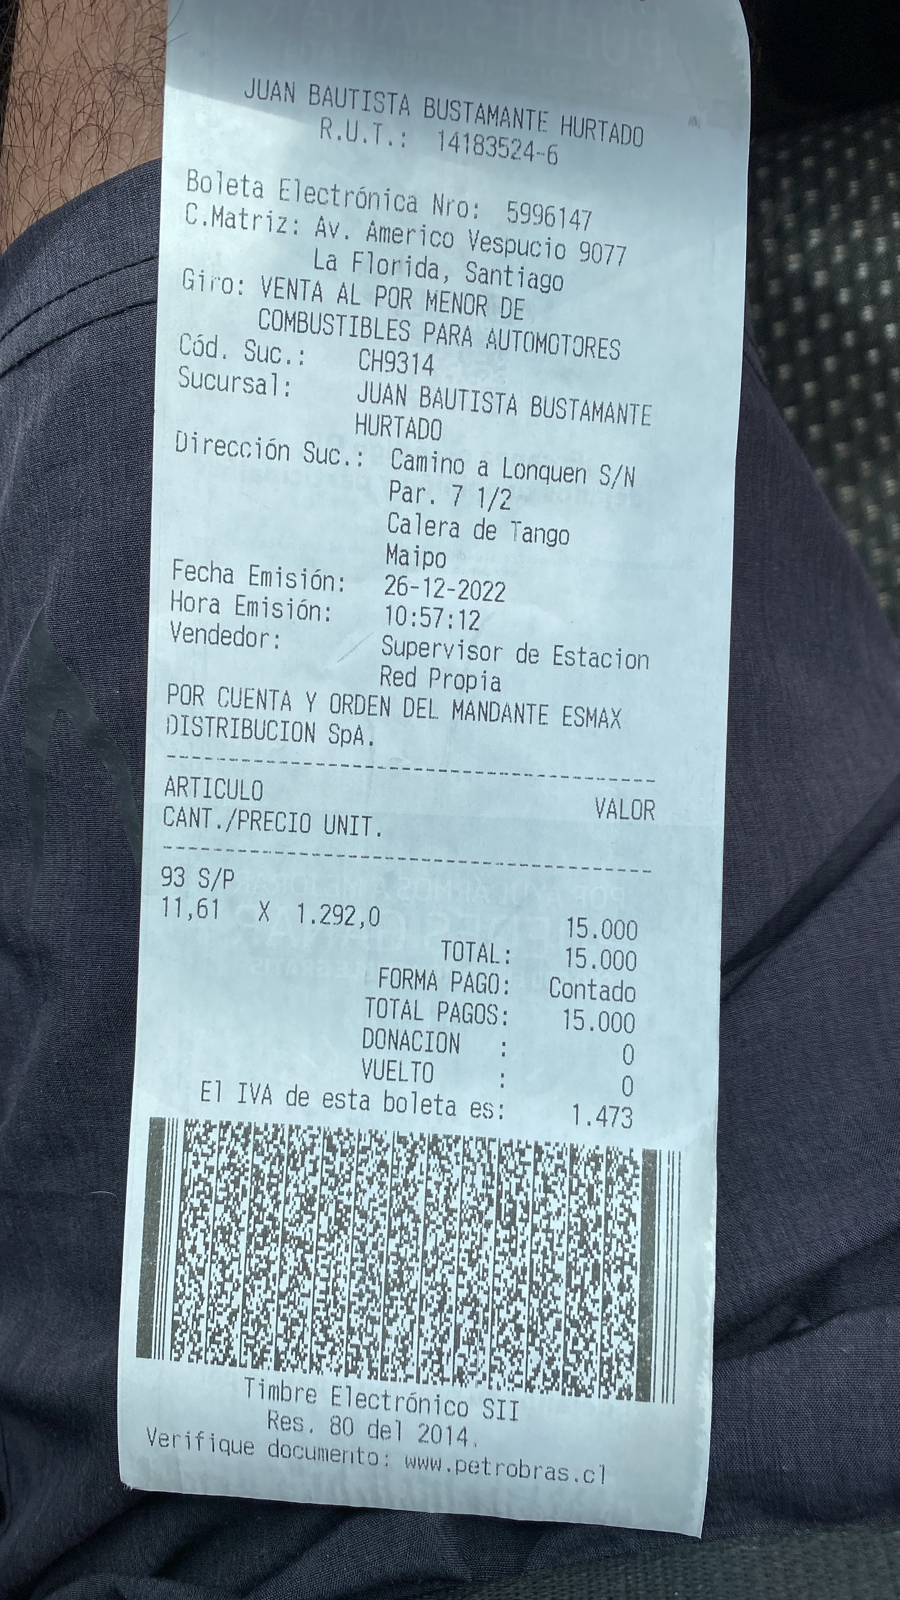 JUAN BAUTISTA BUSTAMANTE HURTADO
R.U.T.: 14183524-6
Boleta Electrónica Nro: 5996147
C.Matriz: Av. Americo Vespucio 9077
La Florida, Santiago
Giro: VENTA AL POR MENOR DE
COMBUSTIBLES PARA AUTOMOTORES
Cód. Suc.: CH9314
Sucursal: JUAN BAUTISTA BUSTAMANTE
HURTADO
Dirección Suc.: Camino a Lonquen S/N
Par. 7 1/2
Calera de Tango
Maipo
Fecha Emisión: 26-12-2022
Hora Emisión: 10:57:12
Vendedor: Supervisor de Estacion
Red Propia
POR CUENTA Y ORDEN DEL MANDANTE ESMAX
DISTRIBUCION SpA.
ARTICULO VALOR
CANT./PRECIO UNIT.
93 S/P
11,61 X 1.292,0 15.000
TOTAL: 15.000
FORMA PAGO: Contado
TOTAL PAGOS: 15.000
DONACION : 0
VUELTO : 0
El IVA de esta boleta es: 1.473
Timbre Electrónico SII
Res. 80 del 2014.
Verifique documento: www.petrobras.cl